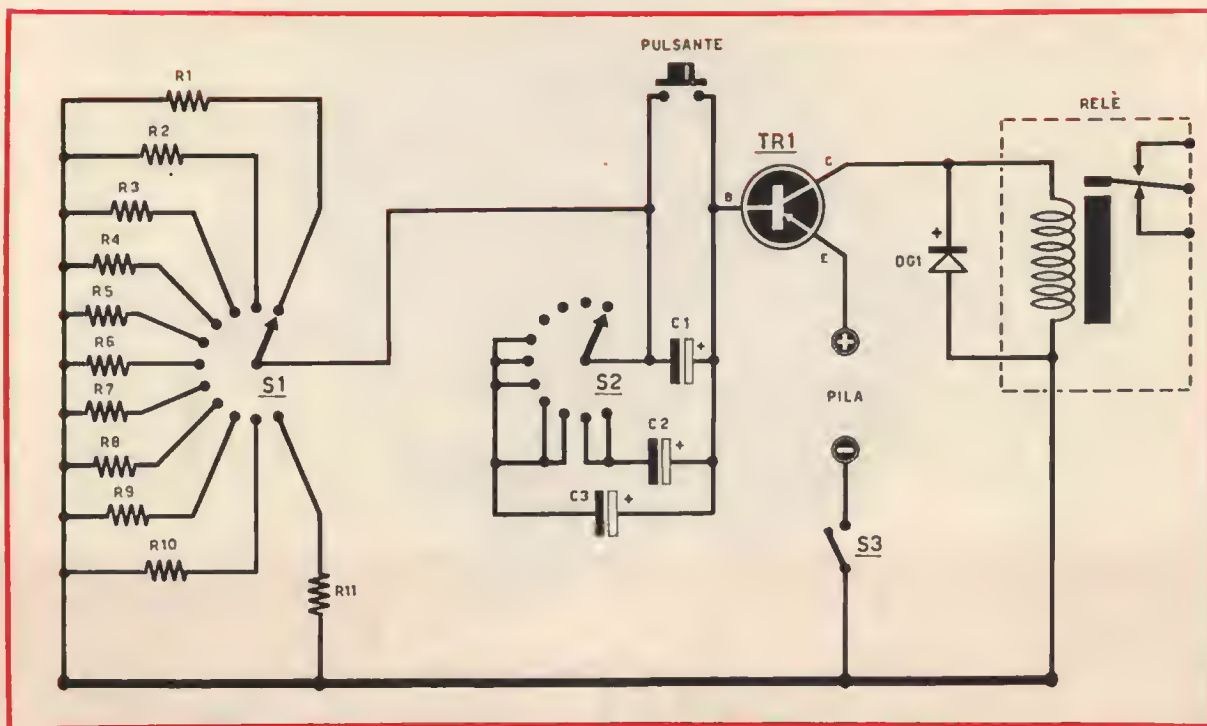 PULSANTE
R1
R2
R3
R4
R5
R6
R7
R8
R9
R10
R11
S1
S2
C1
+
C2
+
C3
+
TR1
B
C
E
+
PILA
-
S3
+
DG1
RELÈ